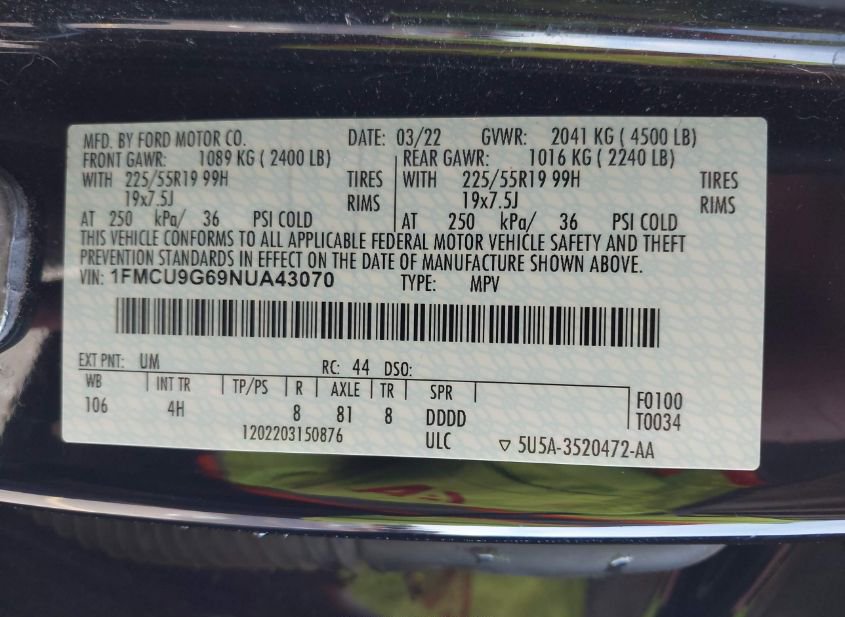 MFD. BY FORD MOTOR CO. DATE: 03/22 GVWR: 2041 KG ( 4500 LB)
FRONT GAWR: 1089 KG ( 2400 LB) REAR GAWR: 1016 KG ( 2240 LB)
WITH 225/55R19 99H TIRES WITH 225/55R19 99H TIRES
19x7.5J RIMS 19x7.5J RIMS
AT 250 kPa/ 36 PSI COLD AT 250 kPa/ 36 PSI COLD
THIS VEHICLE CONFORMS TO ALL APPLICABLE FEDERAL MOTOR VEHICLE SAFETY AND THEFT
PREVENTION STANDARDS IN EFFECT ON THE DATE OF MANUFACTURE SHOWN ABOVE.
VIN: 1FMCU9G69NUA43070 TYPE: MPV
EXT PNT: UM RC: 44 DSO:
WB INT TR TP/PS R AXLE TR SPR
106 4H 8 81 8 DDDD
F0100
T0034
1202203150876 ULC ▽ 5U5A-3520472-AA